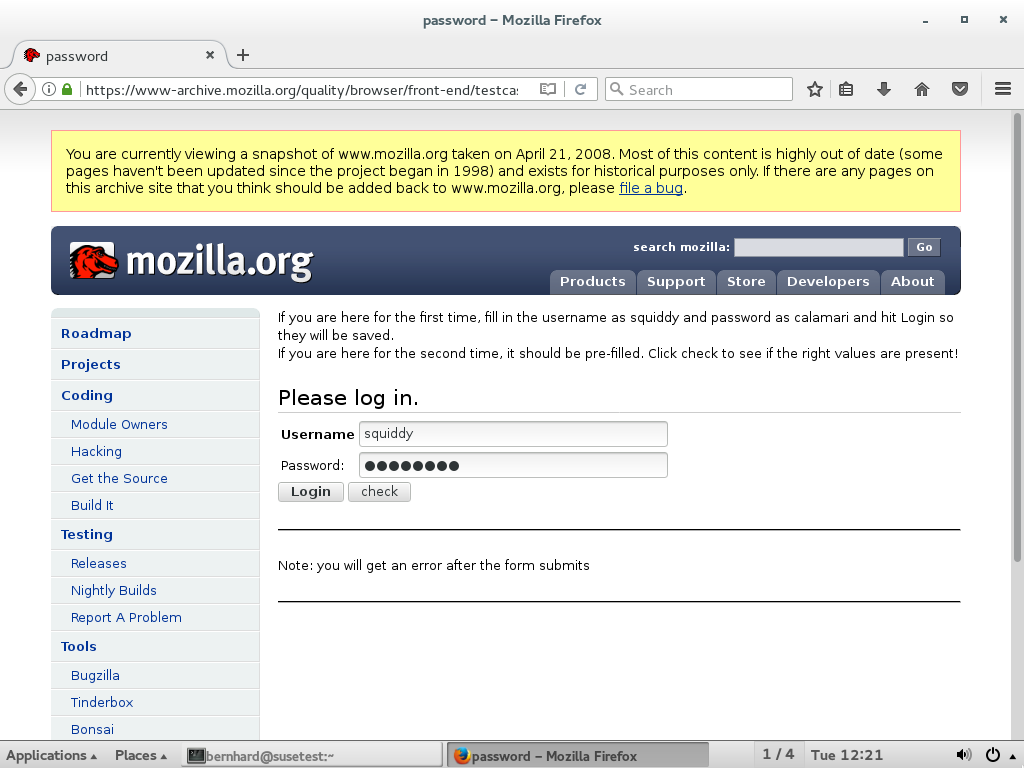 password – Mozilla Firefox
password
https://www-archive.mozilla.org/quality/browser/front-end/testca
Search
You are currently viewing a snapshot of www.mozilla.org taken on April 21, 2008. Most of this content is highly out of date (some
pages haven't been updated since the project began in 1998) and exists for historical purposes only. If there are any pages on
this archive site that you think should be added back to www.mozilla.org, please file a bug.
mozilla.org
search mozilla: Go
Products Support Store Developers About
Roadmap
Projects
Coding
Module Owners
Hacking
Get the Source
Build It
Testing
Releases
Nightly Builds
Report A Problem
Tools
Bugzilla
Tinderbox
Bonsai
If you are here for the first time, fill in the username as squiddy and password as calamari and hit Login so
they will be saved.
If you are here for the second time, it should be pre-filled. Click check to see if the right values are present!
Please log in.
Username squiddy
Password: ●●●●●●●●
Login check
Note: you will get an error after the form submits
Applications Places bernhard@susetest:~ password – Mozilla Firefox 1 / 4 Tue 12:21